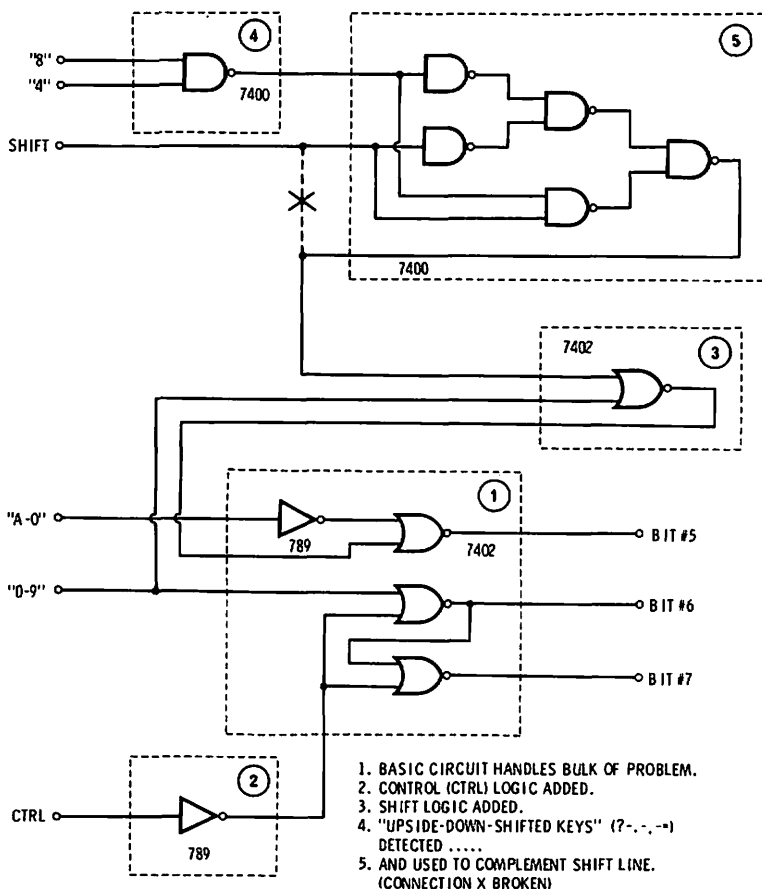 4
5
"8"
"4"
7400
SHIFT
7400
7402
3
1
"A-O"
789
7402
BIT #5
"0-9"
BIT #6
BIT #7
2
CTRL
789
1. BASIC CIRCUIT HANDLES BULK OF PROBLEM.
2. CONTROL (CTRL) LOGIC ADDED.
3. SHIFT LOGIC ADDED.
4. "UPSIDE-DOWN-SHIFTED KEYS" (?-.-,-=)
DETECTED .....
5. AND USED TO COMPLEMENT SHIFT LINE.
(CONNECTION X BROKEN)